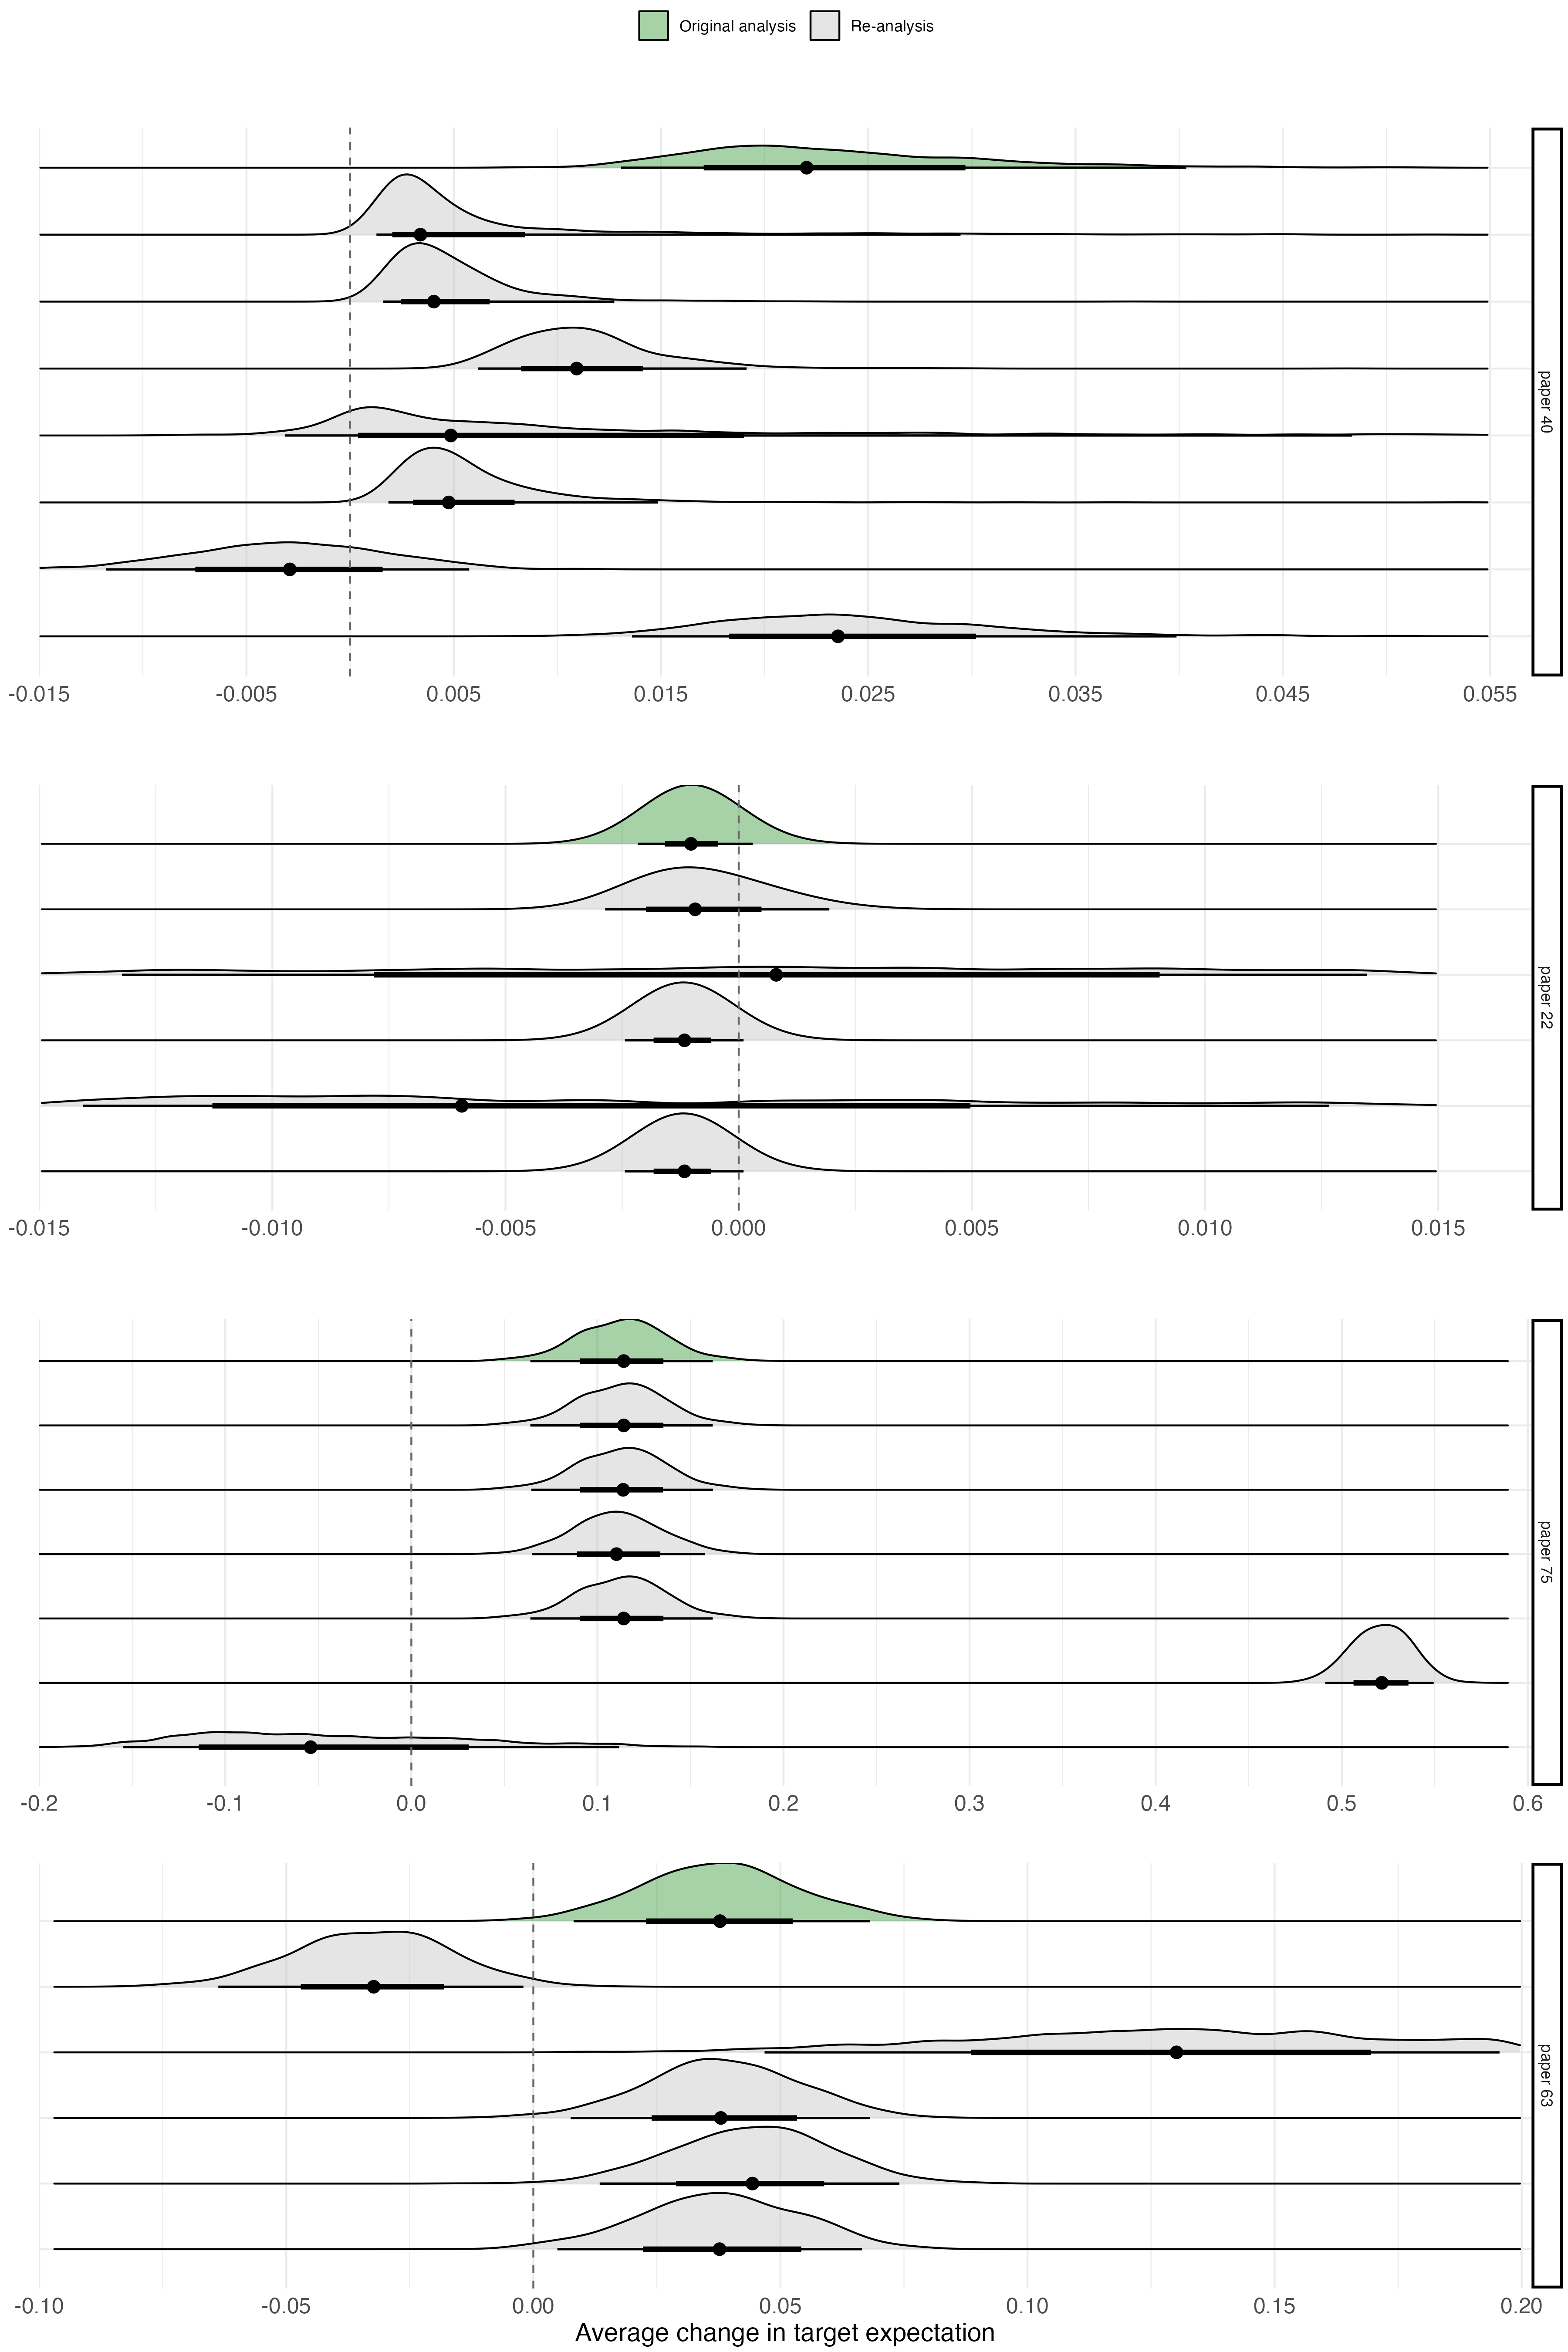 Original analysis Re-analysis
paper 40
-0.015 -0.005 0.005 0.015 0.025 0.035 0.045 0.055
paper 22
-0.015 -0.010 -0.005 0.000 0.005 0.010 0.015
paper 75
-0.2 -0.1 0.0 0.1 0.2 0.3 0.4 0.5 0.6
paper 63
-0.10 -0.05 0.00 0.05 0.10 0.15 0.20
Average change in target expectation